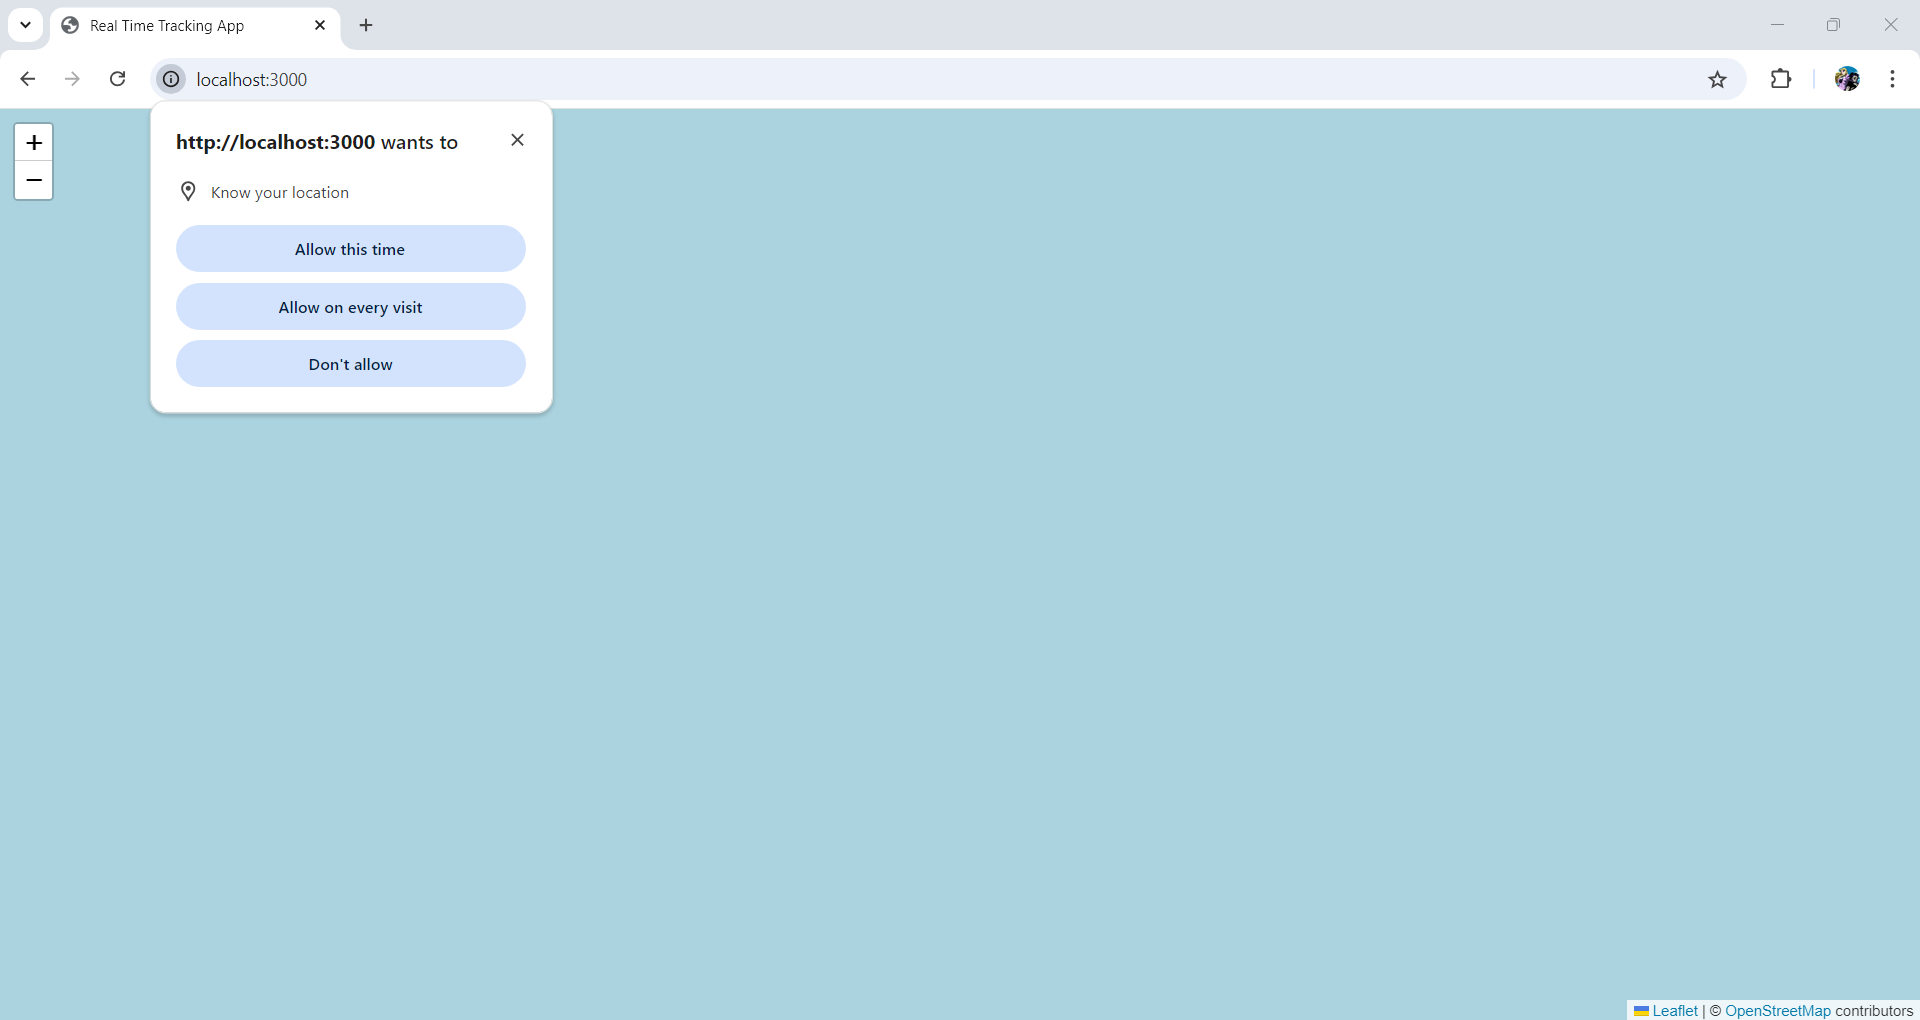 Real Time Tracking App
localhost:3000
+
−
http://localhost:3000 wants to
Know your location
Allow this time
Allow on every visit
Don't allow
Leaflet | © OpenStreetMap contributors